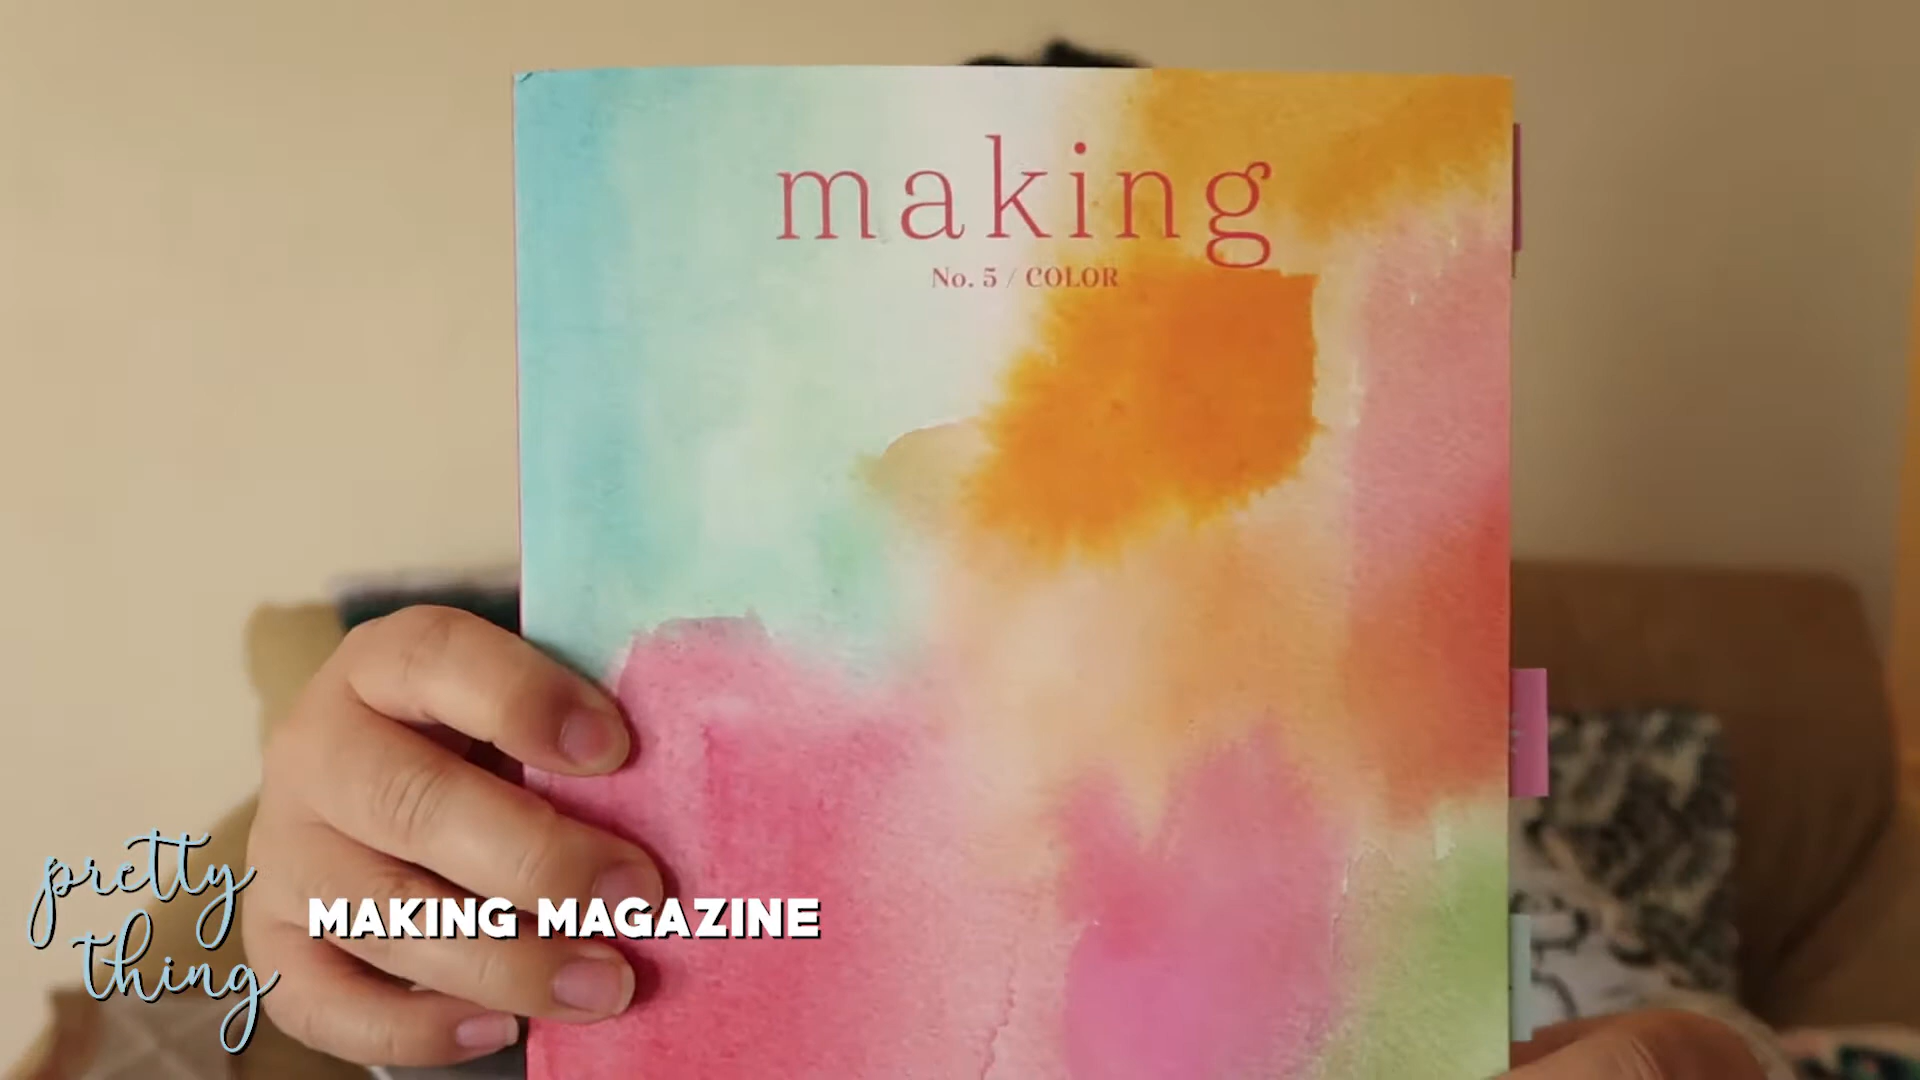 making
No. 5 / COLOR
pretty
thing
MAKING MAGAZINE